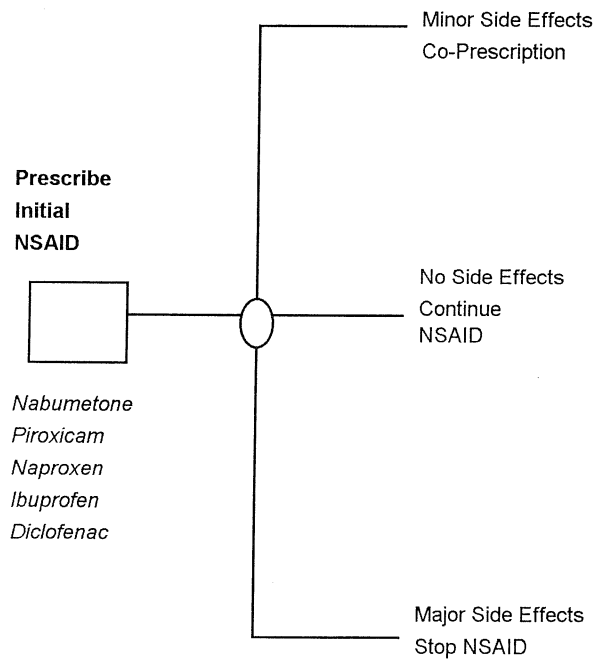 Minor Side Effects
Co-Prescription
Prescribe
Initial
NSAID
No Side Effects
Continue
NSAID
Nabumetone
Piroxicam
Naproxen
Ibuprofen
Diclofenac
Major Side Effects
Stop NSAID